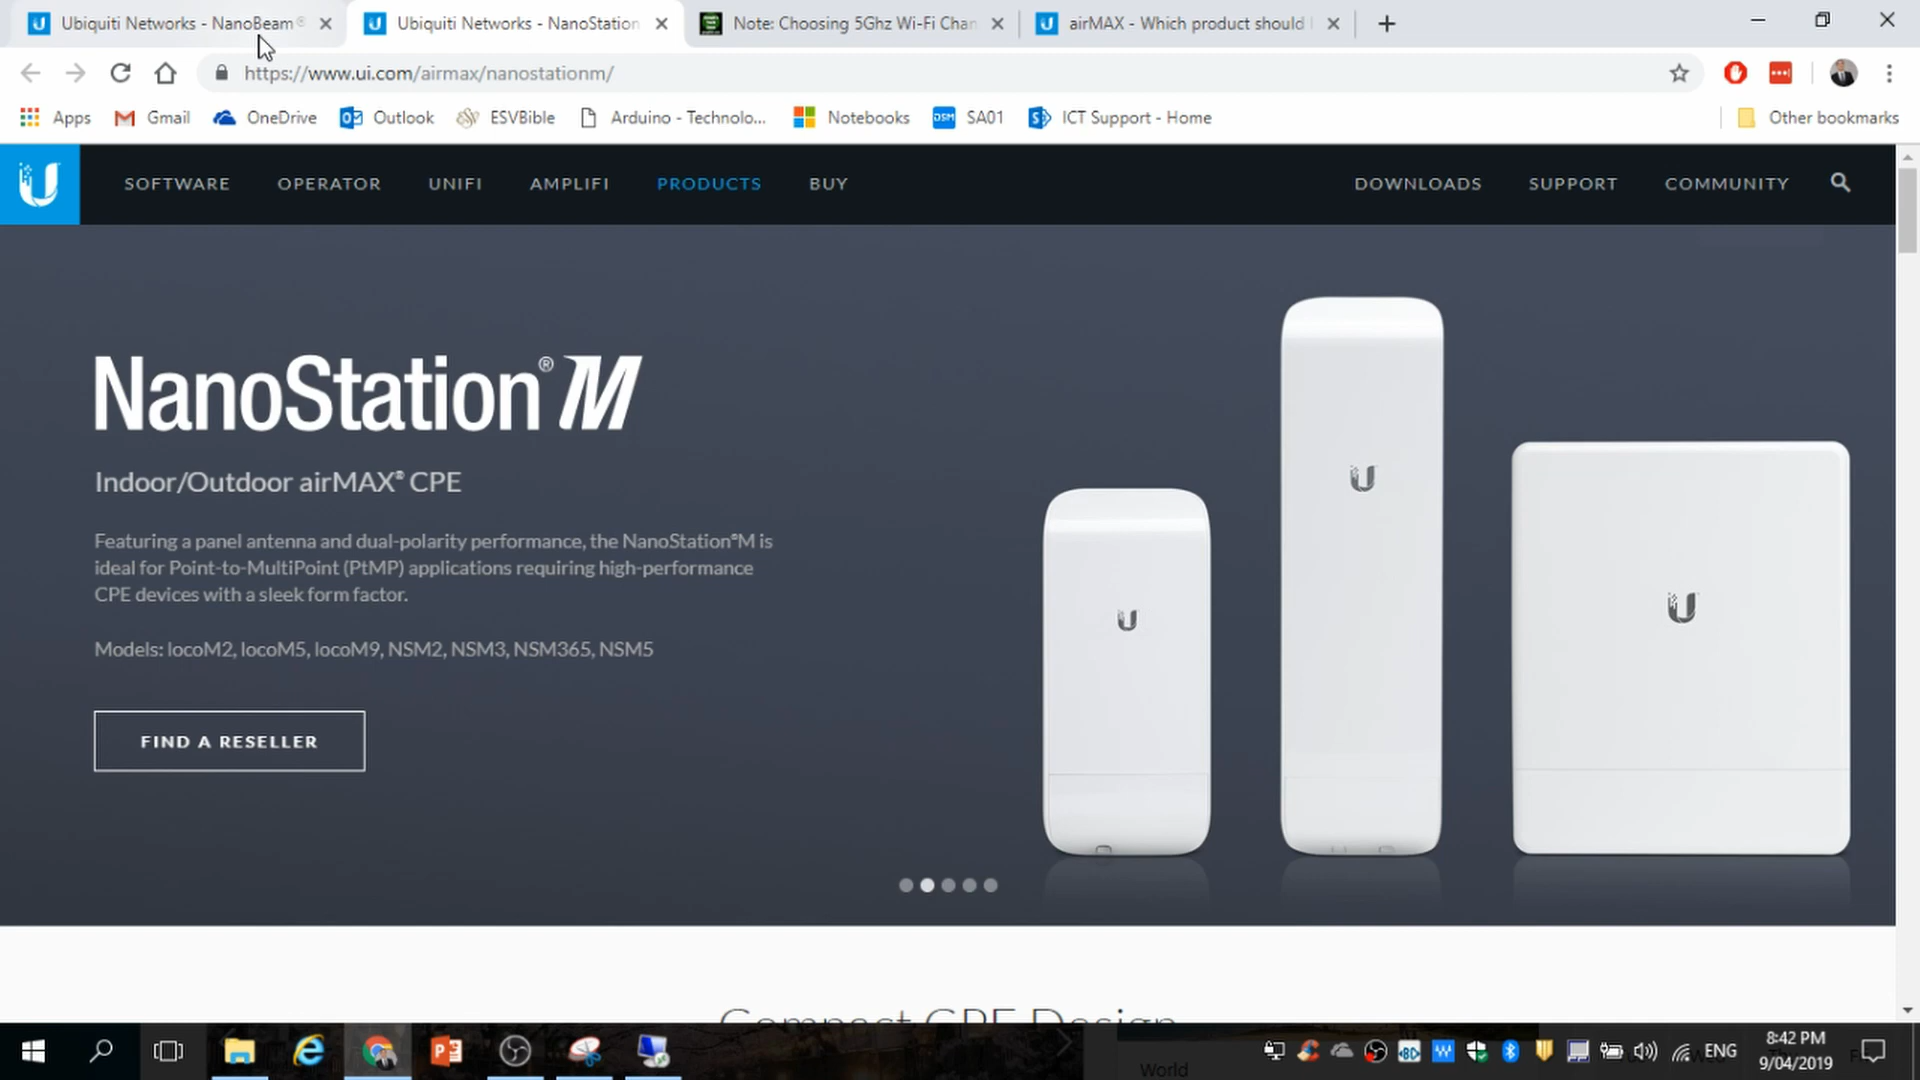 Ubiquiti Networks - NanoBeam®
Ubiquiti Networks - NanoStation
Note: Choosing 5Ghz Wi-Fi Chan
airMAX - Which product should I
https://www.ui.com/airmax/nanostationm/
Apps
Gmail
OneDrive
Outlook
ESVBible
Arduino - Technolo...
Notebooks
DSM
SA01
ICT Support - Home
Other bookmarks
SOFTWARE
OPERATOR
UNIFI
AMPLIFI
PRODUCTS
BUY
DOWNLOADS
SUPPORT
COMMUNITY
NanoStation® M
Indoor/Outdoor airMAX® CPE
Featuring a panel antenna and dual-polarity performance, the NanoStation®M is
ideal for Point-to-MultiPoint (PtMP) applications requiring high-performance
CPE devices with a sleek form factor.
Models: locoM2, locoM5, locoM9, NSM2, NSM3, NSM365, NSM5
FIND A RESELLER
Compact CPE Design
World
ENG
8:42 PM
9/04/2019